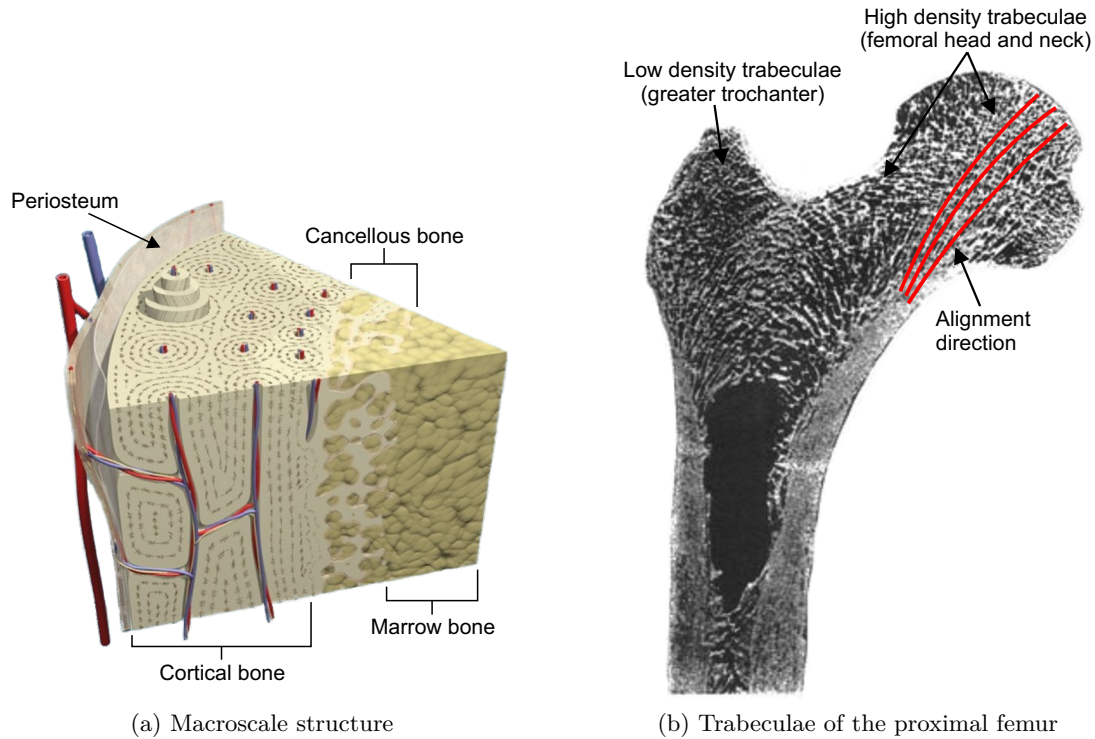 Periosteum
Cancellous bone
Marrow bone
Cortical bone
(a) Macroscale structure
High density trabeculae
(femoral head and neck)
Low density trabeculae
(greater trochanter)
Alignment
direction
(b) Trabeculae of the proximal femur